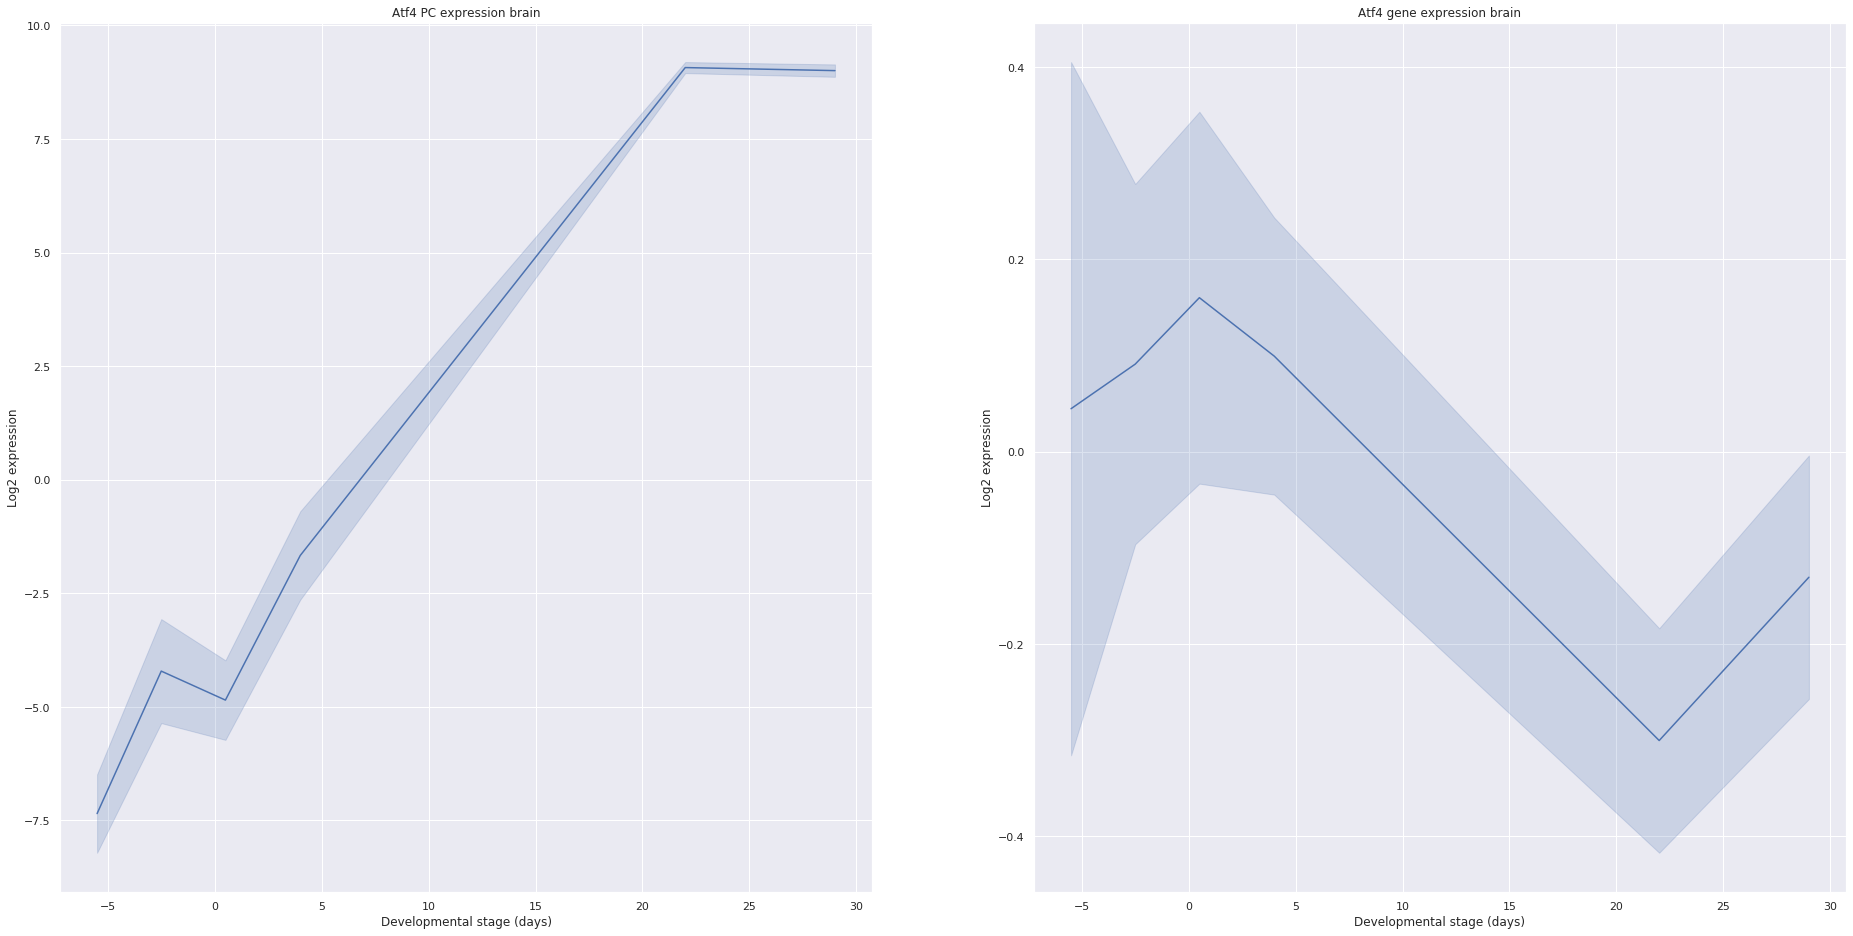 Atf4 PC expression brain
10.0
7.5
5.0
2.5
0.0
−2.5
−5.0
−7.5
Log2 expression
−5 0 5 10 15 20 25 30
Developmental stage (days)
Atf4 gene expression brain
0.4
0.2
0.0
−0.2
−0.4
Log2 expression
−5 0 5 10 15 20 25 30
Developmental stage (days)